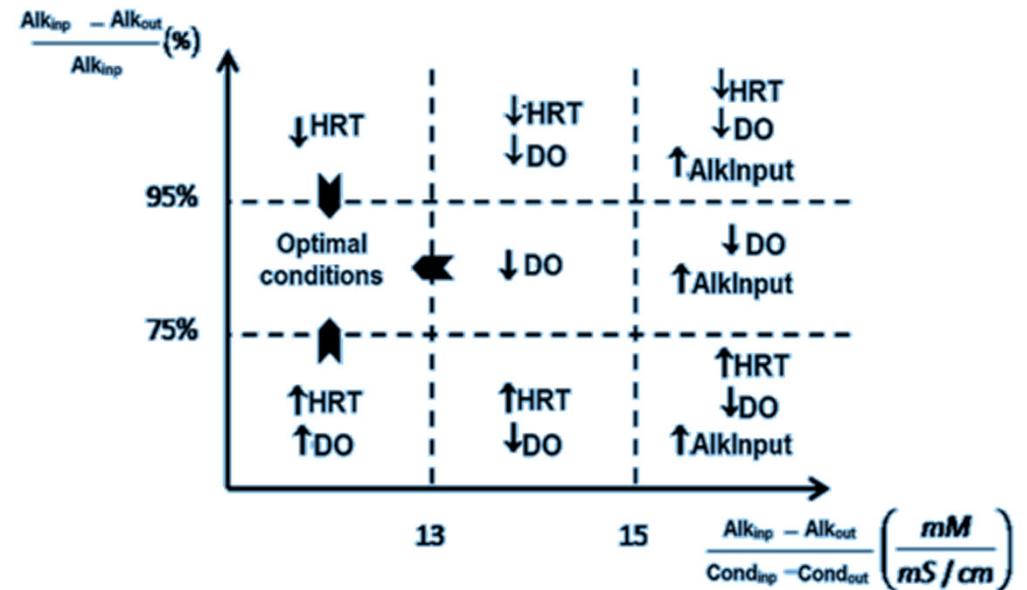 Alkinp – Alkout
Alkinp
(%)
↓HRT
↓HRT
↓DO
↓HRT
↓DO
↑AlkInput
95%
Optimal
conditions
↓ DO
↓ DO
↑AlkInput
75%
↑HRT
↑DO
↑HRT
↓DO
↑HRT
↓DO
↑AlkInput
13
15
Alkinp – Alkout
Condinp –Condout
(mM
mS / cm)